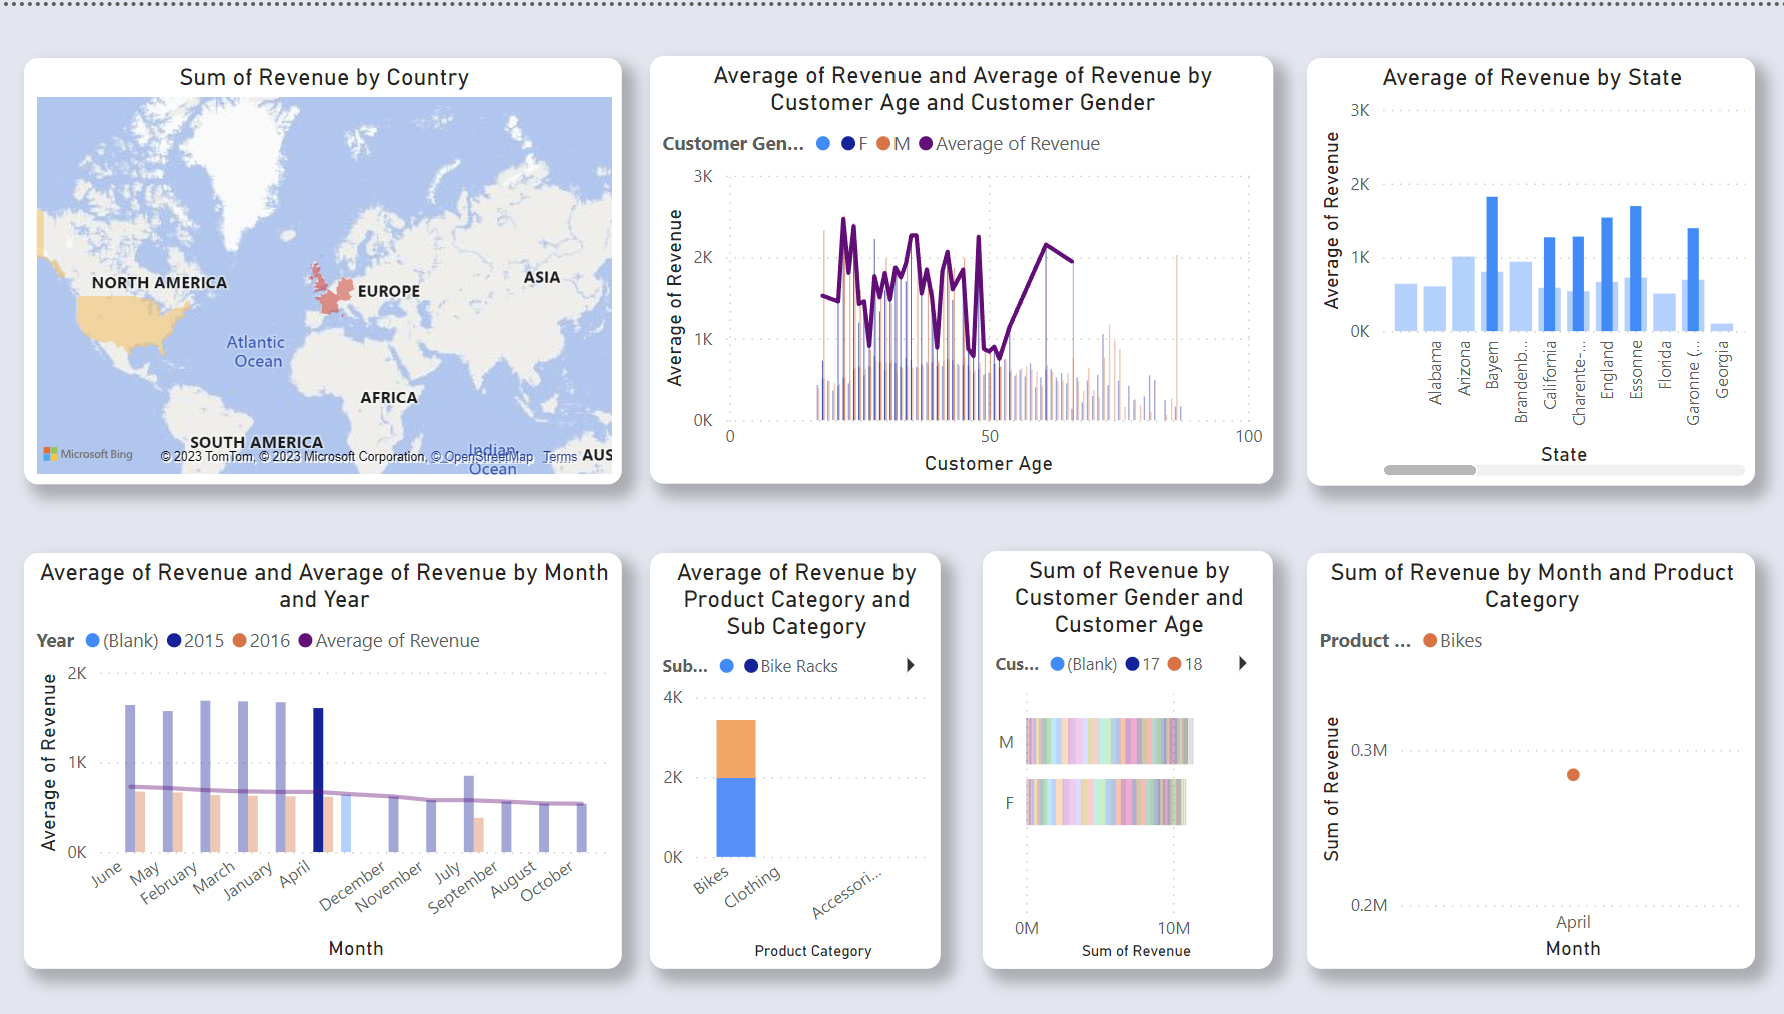 Sum of Revenue by Country
NORTH AMERICA
EUROPE
ASIA
Atlantic
Ocean
AFRICA
SOUTH AMERICA
Indian
Ocean
AUS
Microsoft Bing
© 2023 TomTom, © 2023 Microsoft Corporation, © OpenStreetMap Terms
Average of Revenue and Average of Revenue by
Customer Age and Customer Gender
Customer Gen... F M Average of Revenue
Average of Revenue
3K
2K
1K
0K
0 50 100
Customer Age
Average of Revenue by State
Average of Revenue
3K
2K
1K
0K
Alabama
Arizona
Bayern
Brandenb...
California
Charente-...
England
Essonne
Florida
Garonne (...
Georgia
State
Average of Revenue and Average of Revenue by Month
and Year
Year (Blank) 2015 2016 Average of Revenue
Average of Revenue
2K
1K
0K
June
May
February
March
January
April
December
November
July
September
August
October
Month
Average of Revenue by
Product Category and
Sub Category
Sub... Bike Racks
4K
2K
0K
Bikes
Clothing
Accessori...
Product Category
Sum of Revenue by
Customer Gender and
Customer Age
Cus... (Blank) 17 18
M
F
0M 10M
Sum of Revenue
Sum of Revenue by Month and Product
Category
Product ... Bikes
Sum of Revenue
0.3M
0.2M
April
Month